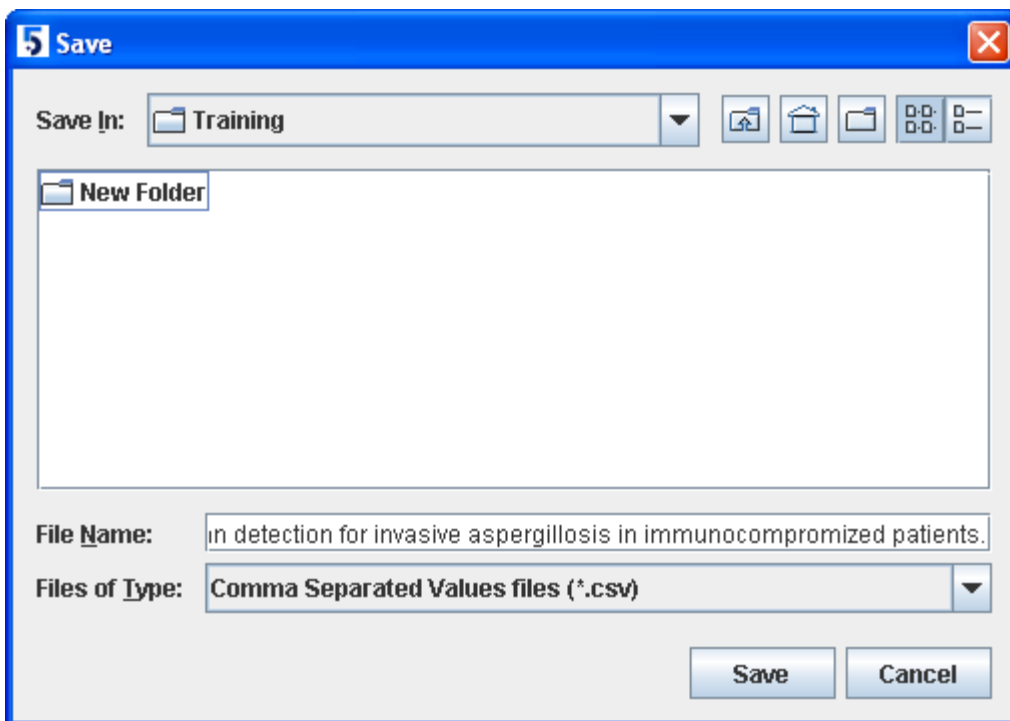 5 Save
Save In: Training
New Folder
File Name: n detection for invasive aspergillosis in immunocompromized patients.
Files of Type: Comma Separated Values files (*.csv)
Save Cancel